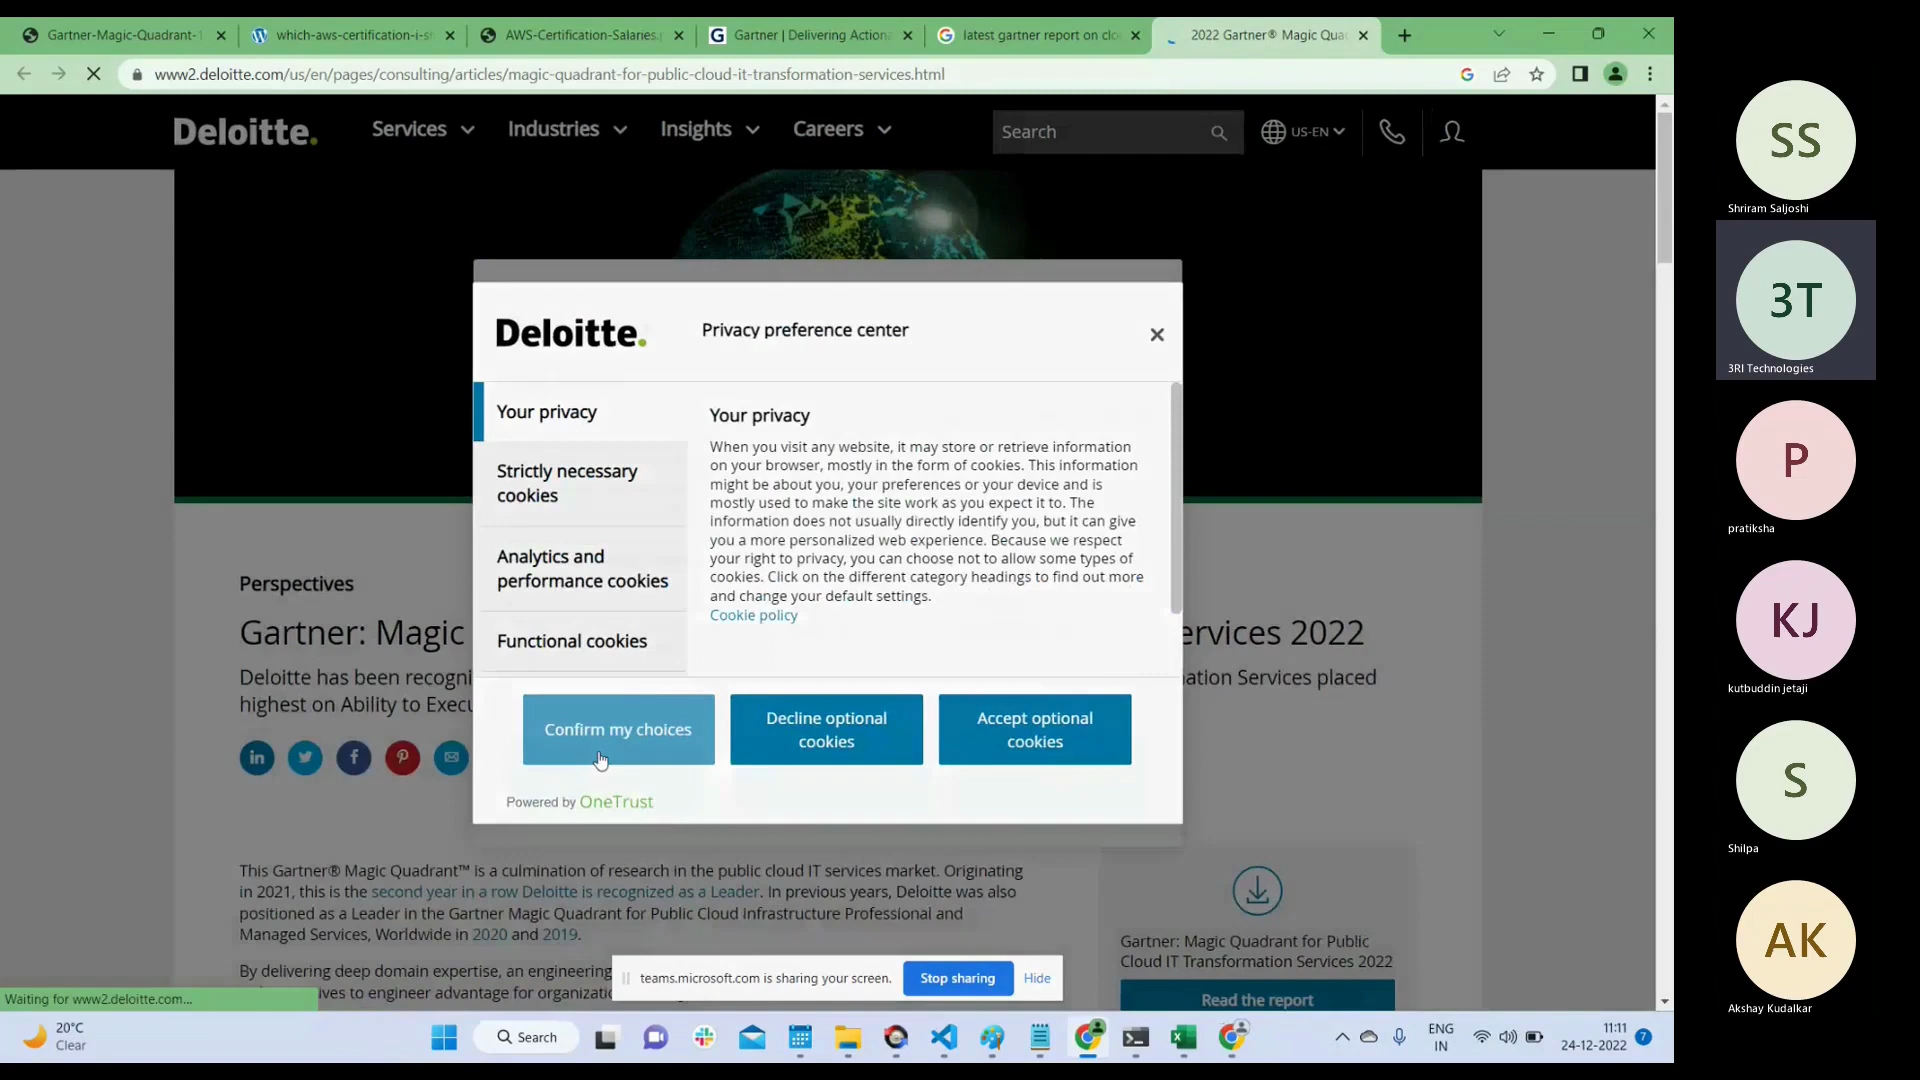 Gartner-Magic-Quadrant-
which-aws-certification-i-s
AWS-Certification-Salaries.
Gartner | Delivering Actiona
latest gartner report on clo
2022 Gartner® Magic Qua
www2.deloitte.com/us/en/pages/consulting/articles/magic-quadrant-for-public-cloud-it-transformation-services.html
Deloitte.
Services
Industries
Insights
Careers
Search
US-EN
Deloitte.
Privacy preference center
Your privacy
Strictly necessary
cookies
Analytics and
performance cookies
Functional cookies
Your privacy
When you visit any website, it may store or retrieve information
on your browser, mostly in the form of cookies. This information
might be about you, your preferences or your device and is
mostly used to make the site work as you expect it to. The
information does not usually directly identify you, but it can give
you a more personalized web experience. Because we respect
your right to privacy, you can choose not to allow some types of
cookies. Click on the different category headings to find out more
and change your default settings.
Cookie policy
Confirm my choices
Decline optional
cookies
Accept optional
cookies
Powered by OneTrust
Perspectives
Gartner: Magic
ervices 2022
Deloitte has been recogni
ation Services placed
highest on Ability to Execu
This Gartner® Magic Quadrant™ is a culmination of research in the public cloud IT services market. Originating
in 2021, this is the second year in a row Deloitte is recognized as a Leader. In previous years, Deloitte was also
positioned as a Leader in the Gartner Magic Quadrant for Public Cloud Infrastructure Professional and
Managed Services, Worldwide in 2020 and 2019.
By delivering deep domain expertise, an engineering
ives to engineer advantage for organizatio
Gartner: Magic Quadrant for Public
Cloud IT Transformation Services 2022
Read the report
teams.microsoft.com is sharing your screen.
Stop sharing
Hide
Waiting for www2.deloitte.com...
20°C
Clear
Search
ENG
IN
11:11
24-12-2022
7
SS
Shriram Saljoshi
3T
3RI Technologies
P
pratiksha
KJ
kutbuddin jetaji
S
Shilpa
AK
Akshay Kudalkar